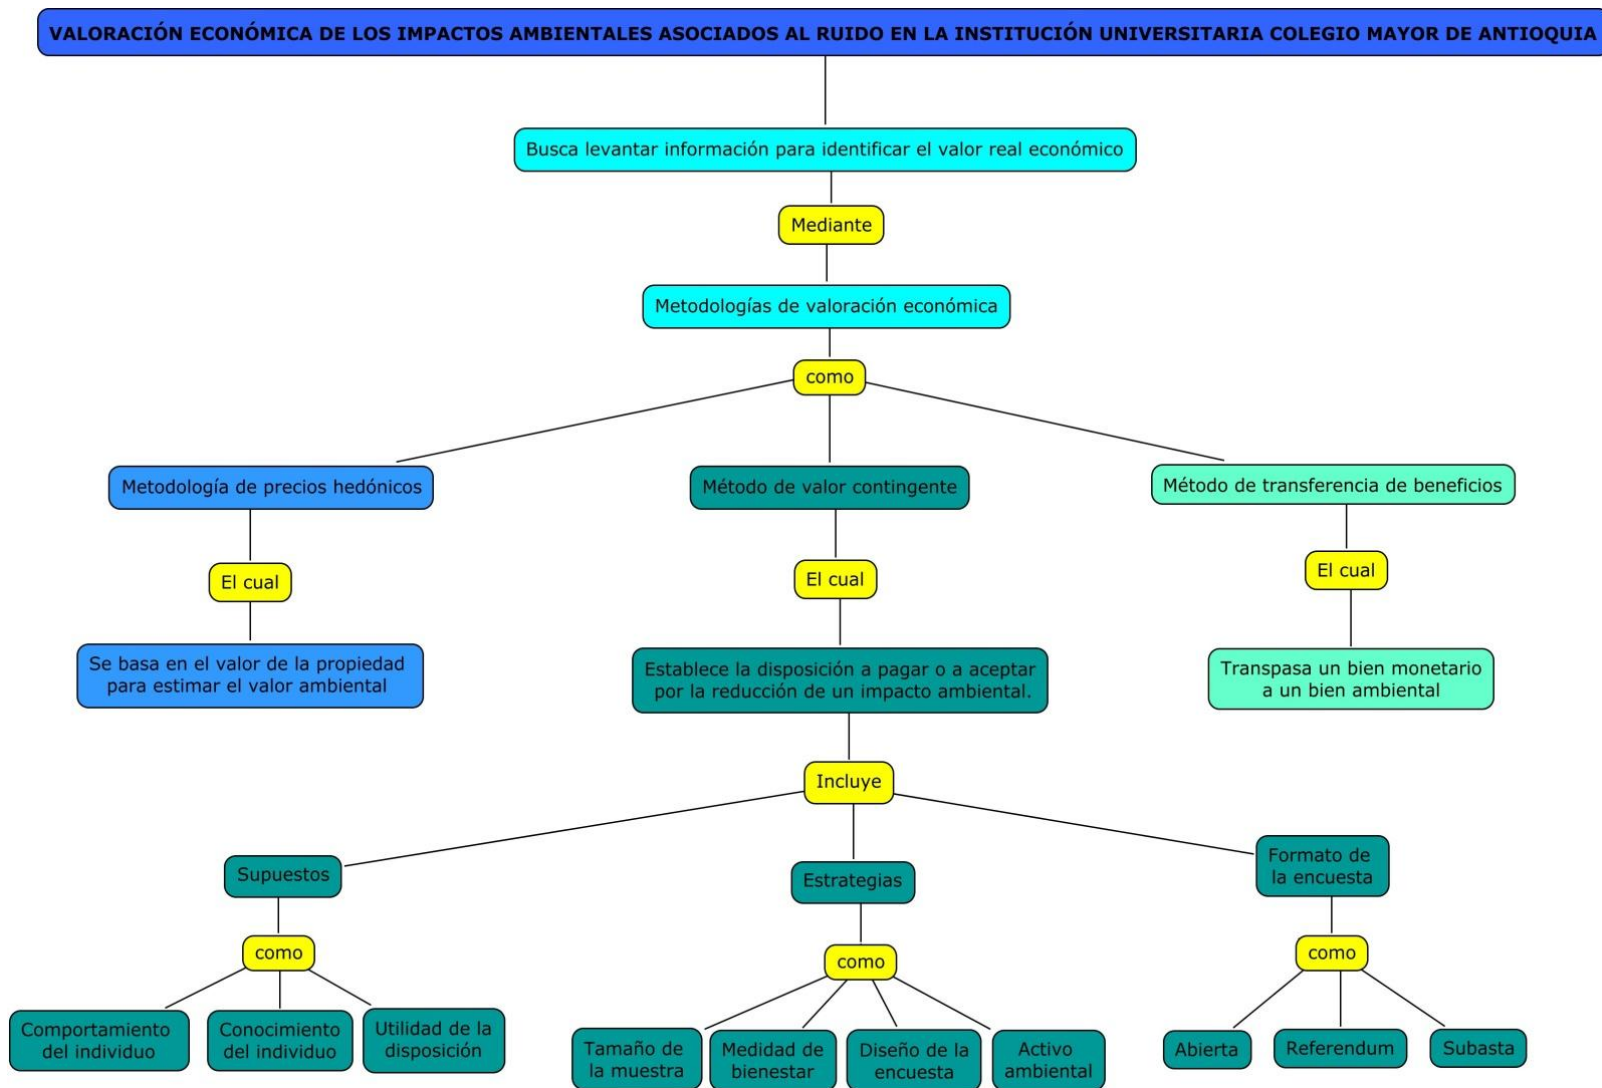 VALORACIÓN ECONÓMICA DE LOS IMPACTOS AMBIENTALES ASOCIADOS AL RUIDO EN LA INSTITUCIÓN UNIVERSITARIA COLEGIO MAYOR DE ANTIOQUIA
Busca levantar información para identificar el valor real económico
Mediante
Metodologías de valoración económica
como
Metodología de precios hedónicos
El cual
Se basa en el valor de la propiedad
para estimar el valor ambiental
Método de valor contingente
El cual
Establece la disposición a pagar o a aceptar
por la reducción de un impacto ambiental.
Método de transferencia de beneficios
El cual
Transpasa un bien monetario
a un bien ambiental
Incluye
Supuestos
como
Comportamiento
del individuo
Conocimiento
del individuo
Utilidad de la
disposición
Estrategias
como
Tamaño de
la muestra
Medidad de
bienestar
Diseño de la
encuesta
Activo
ambiental
Formato de
la encuesta
como
Abierta
Referendum
Subasta